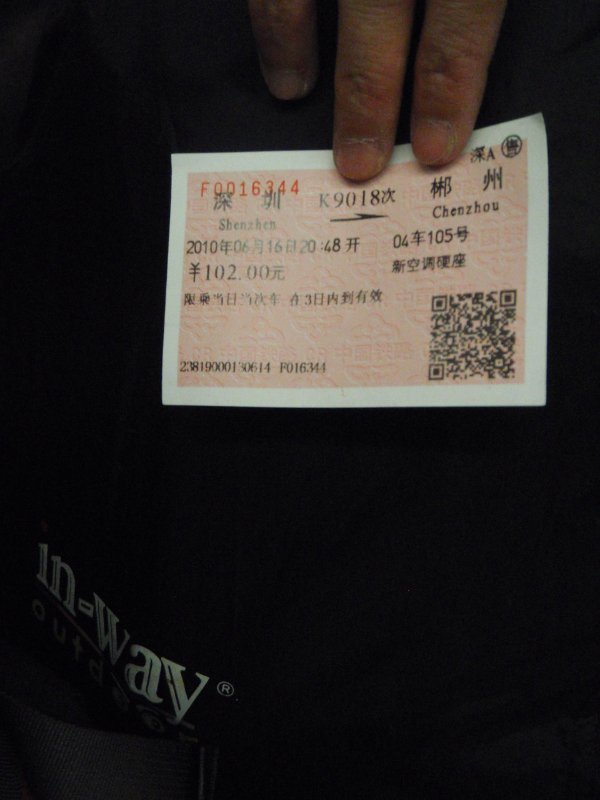 深A 售
F0016344
深 圳 K9018次 郴 州
Shenzhen Chenzhou
2010年06月16日20:48开 04车105号
¥102.00元 新空调硬座
限乘当日当次车 在3日内到有效
23819000130614 F016344
in-way®
outdoor